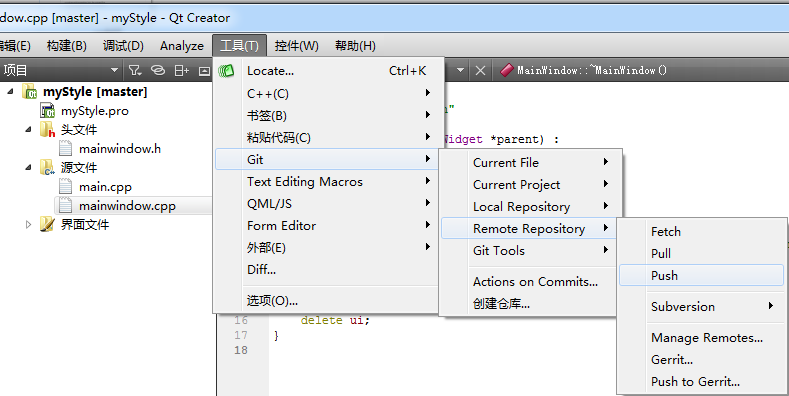 ndow.cpp [master] - myStyle - Qt Creator
编辑(E) 构建(B) 调试(D) Analyze 工具(T) 控件(W) 帮助(H)
项目
MainWindow::~MainWindow()
myStyle [master]
myStyle.pro
头文件
mainwindow.h
源文件
main.cpp
mainwindow.cpp
界面文件
Locate... Ctrl+K
C++(C)
书签(B)
粘贴代码(C)
Git
Text Editing Macros
QML/JS
Form Editor
外部(E)
Diff...
选项(O)...
Widget *parent) :
Current File
Current Project
Local Repository
Remote Repository
Git Tools
Actions on Commits...
创建仓库...
Fetch
Pull
Push
Subversion
Manage Remotes...
Gerrit...
Push to Gerrit...
16 delete ui;
17 }
18